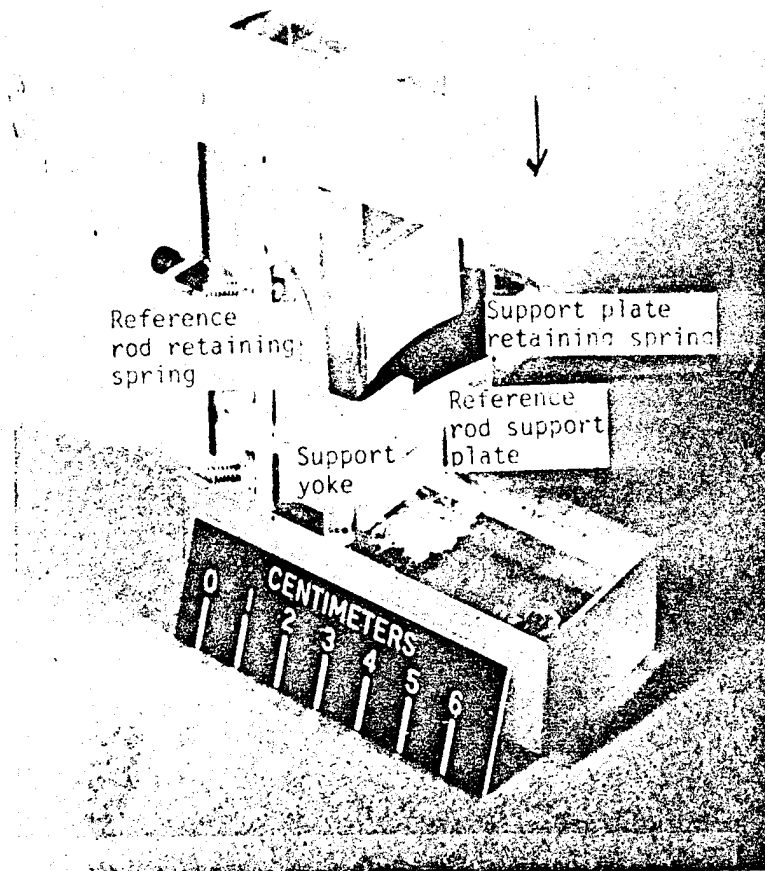 Reference
rod retaining
spring
Support plate
retaining spring
Reference
rod support
plate
Support
yoke
CENTIMETERS
0 1 2 3 4 5 6